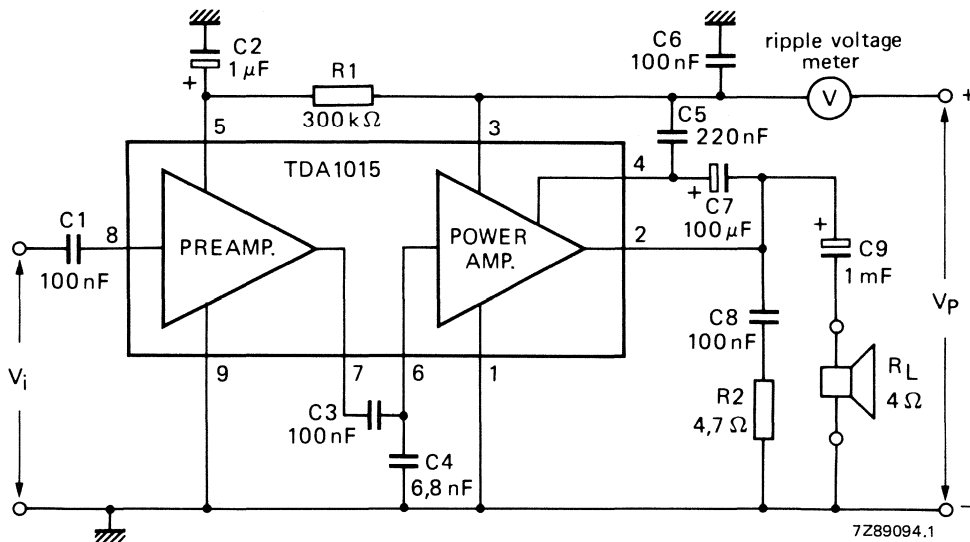 C2
1 µF
+
R1
300 kΩ
C6
100 nF
ripple voltage
meter
V
+
5
3
C5
220 nF
4
TDA1015
+
C7
100 µF
C1
100 nF
8
PREAMP.
POWER
AMP.
2
+
C9
1 mF
Vi
VP
9
7
6
1
C8
100 nF
C3
100 nF
R2
4,7 Ω
RL
4 Ω
C4
6,8 nF
–
7Z89094.1